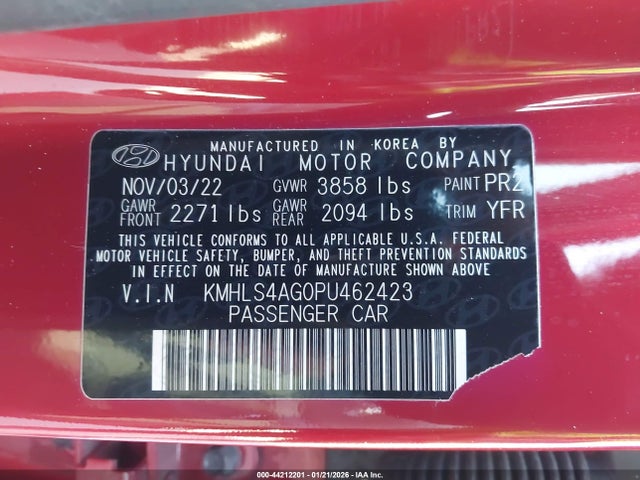 MANUFACTURED IN KOREA BY
HYUNDAI MOTOR COMPANY
NOV/03/22 GVWR 3858 lbs PAINT PR2
GAWR FRONT 2271 lbs GAWR REAR 2094 lbs TRIM YFR
THIS VEHICLE CONFORMS TO ALL APPLICABLE U.S.A. FEDERAL
MOTOR VEHICLE SAFETY, BUMPER, AND THEFT PREVENTION STANDARDS
IN EFFECT ON THE DATE OF MANUFACTURE SHOWN ABOVE.
V.I.N KMHLS4AG0PU462423
PASSENGER CAR
000-44212201 - 01/21/2026 - IAA Inc.